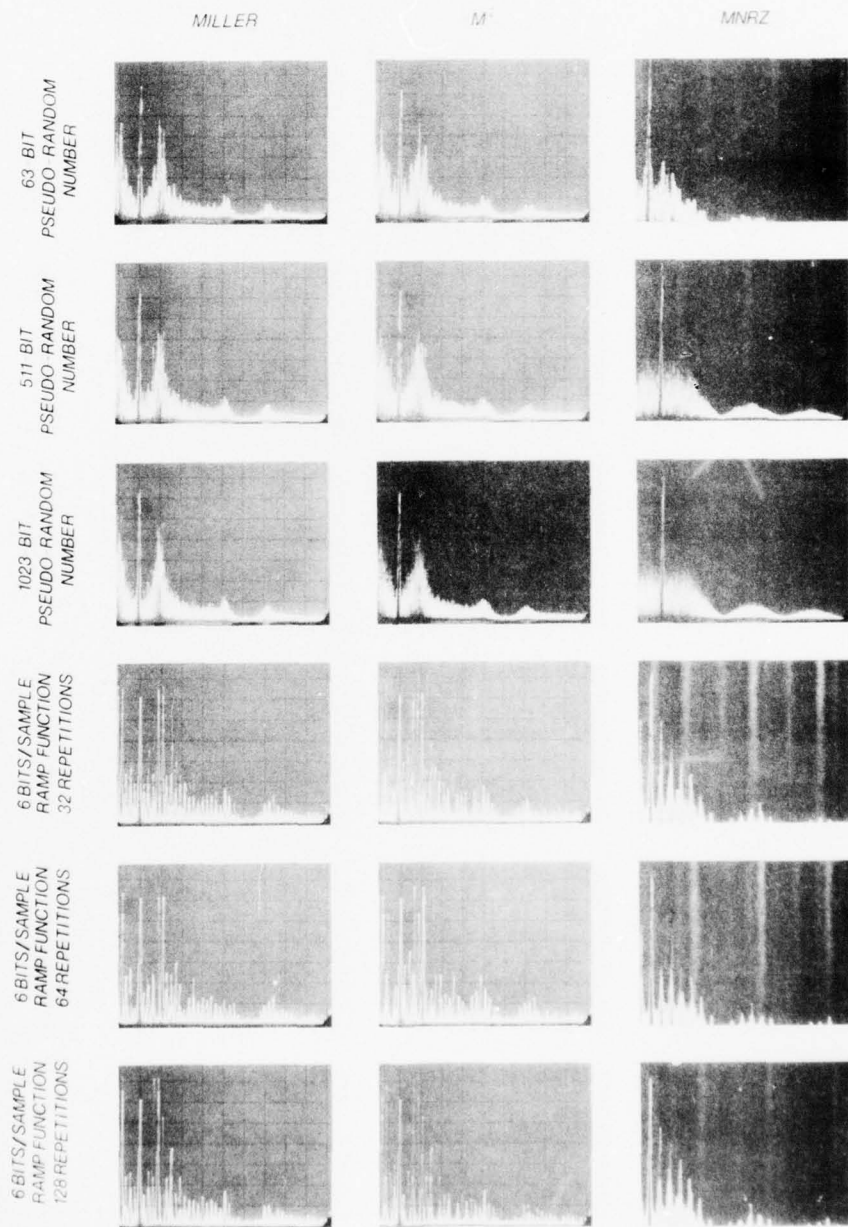 MILLER
M²
MNRZ
63 BIT
PSEUDO-RANDOM
NUMBER
511 BIT
PSEUDO RANDOM
NUMBER
1023 BIT
PSEUDO RANDOM
NUMBER
6 BITS/SAMPLE
RAMP FUNCTION
32 REPETITIONS
6 BITS/SAMPLE
RAMP FUNCTION
64 REPETITIONS
6 BITS/SAMPLE
RAMP FUNCTION
128 REPETITIONS